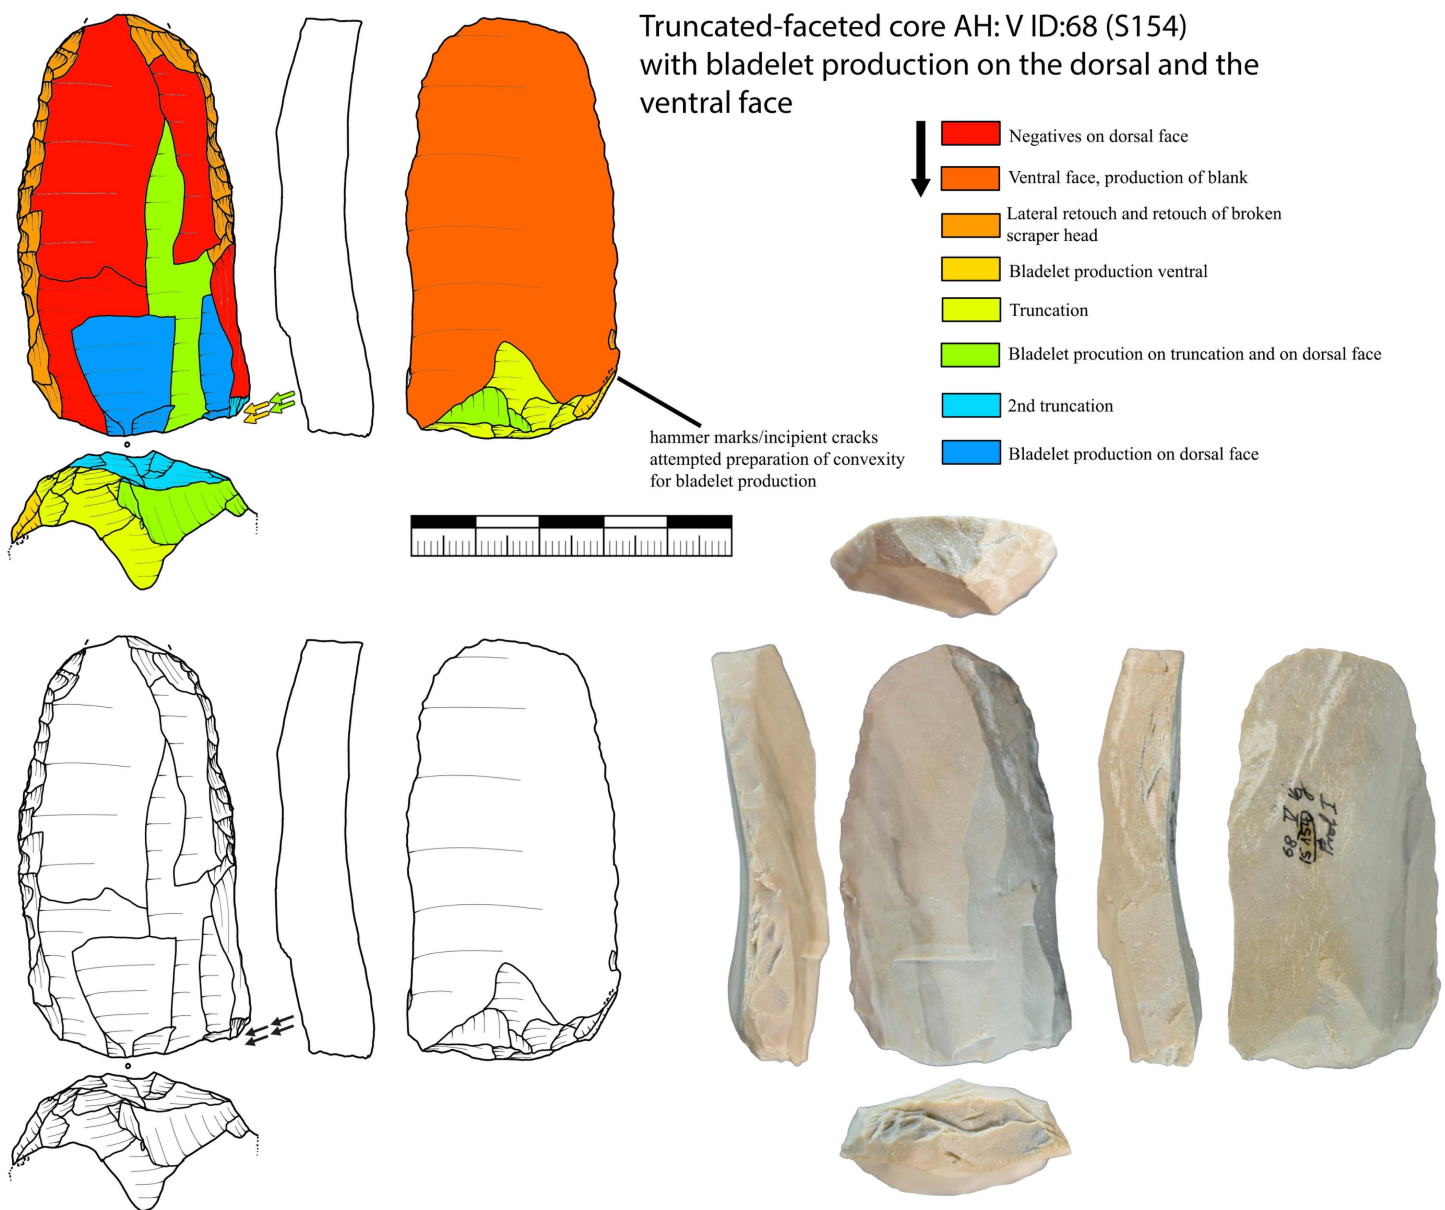 Truncated-faceted core AH: V ID:68 (S154)
with bladelet production on the dorsal and the
ventral face
Negatives on dorsal face
Ventral face, production of blank
Lateral retouch and retouch of broken
scraper head
Bladelet production ventral
Truncation
Bladelet procution on truncation and on dorsal face
2nd truncation
Bladelet production on dorsal face
hammer marks/incipient cracks
attempted preparation of convexity
for bladelet production
V 68